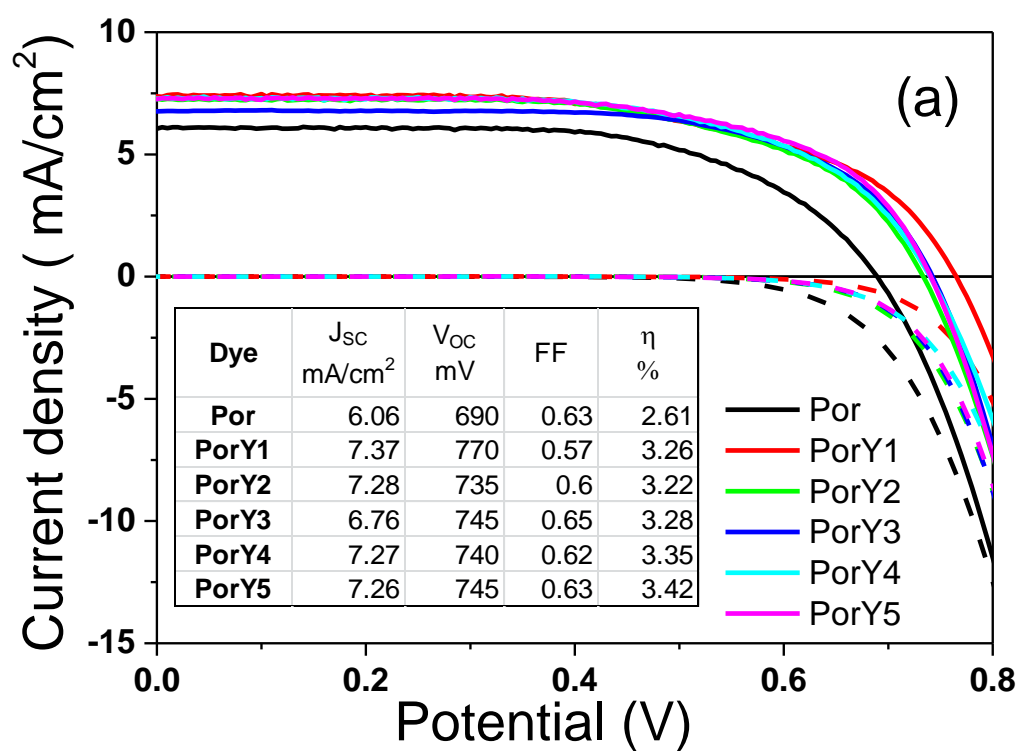 (a)
Current density ( mA/cm²)
10
5
0
-5
-10
-15
Dye J_SC mA/cm² V_OC mV FF η %
Por 6.06 690 0.63 2.61
PorY1 7.37 770 0.57 3.26
PorY2 7.28 735 0.6 3.22
PorY3 6.76 745 0.65 3.28
PorY4 7.27 740 0.62 3.35
PorY5 7.26 745 0.63 3.42
Por
PorY1
PorY2
PorY3
PorY4
PorY5
0.0 0.2 0.4 0.6 0.8
Potential (V)